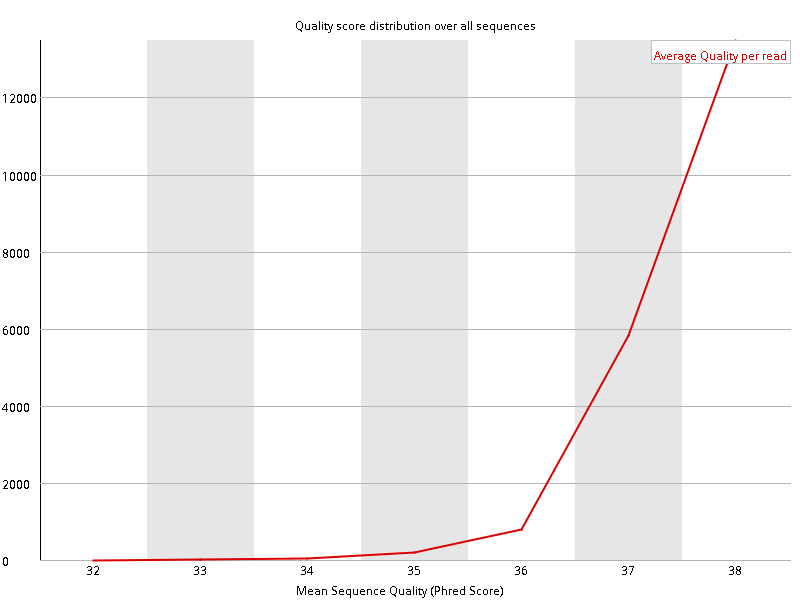 Quality score distribution over all sequences
Average Quality per read
12000
10000
8000
6000
4000
2000
0
32 33 34 35 36 37 38
Mean Sequence Quality (Phred Score)